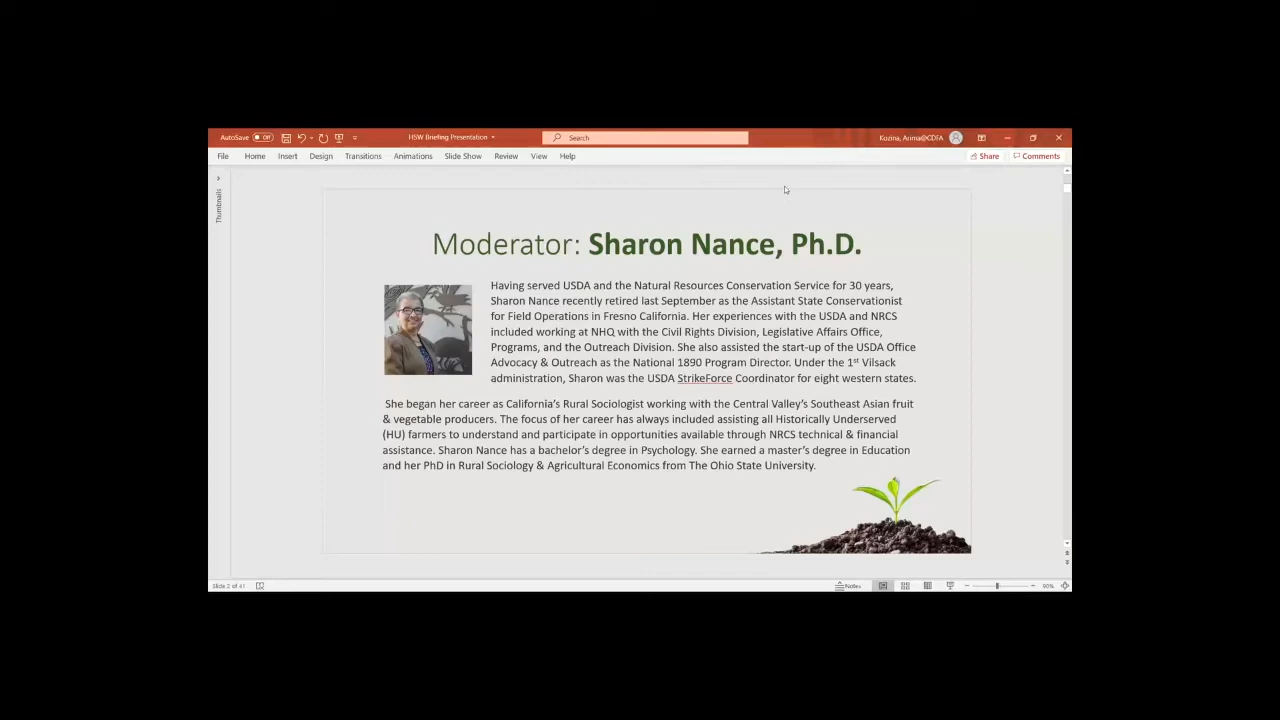 AutoSave Off
HSW Briefing Presentation
Search
Kozina, Arima@CDFA
File Home Insert Design Transitions Animations Slide Show Review View Help
Share Comments
Thumbnails
Moderator: Sharon Nance, Ph.D.
Having served USDA and the Natural Resources Conservation Service for 30 years,
Sharon Nance recently retired last September as the Assistant State Conservationist
for Field Operations in Fresno California. Her experiences with the USDA and NRCS
included working at NHQ with the Civil Rights Division, Legislative Affairs Office,
Programs, and the Outreach Division. She also assisted the start-up of the USDA Office
Advocacy & Outreach as the National 1890 Program Director. Under the 1st Vilsack
administration, Sharon was the USDA StrikeForce Coordinator for eight western states.
She began her career as California's Rural Sociologist working with the Central Valley's Southeast Asian fruit
& vegetable producers. The focus of her career has always included assisting all Historically Underserved
(HU) farmers to understand and participate in opportunities available through NRCS technical & financial
assistance. Sharon Nance has a bachelor's degree in Psychology. She earned a master's degree in Education
and her PhD in Rural Sociology & Agricultural Economics from The Ohio State University.
Slide 2 of 41
Notes
90%